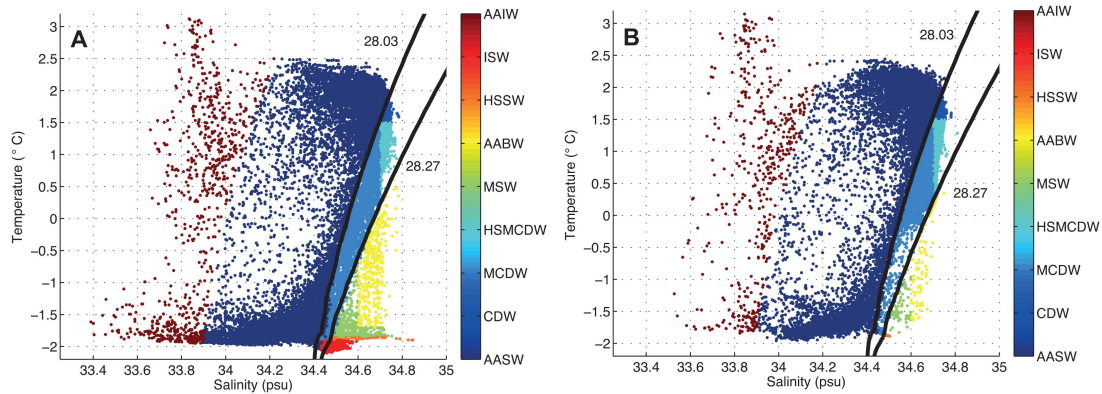 A
28.03
28.27
3
2.5
2
1.5
1
0.5
0
−0.5
−1
−1.5
−2
Temperature (° C)
33.4
33.6
33.8
34
34.2
34.4
34.6
34.8
35
Salinity (psu)
AAIW
ISW
HSSW
AABW
MSW
HSMCDW
MCDW
CDW
AASW
B
28.03
28.27
3
2.5
2
1.5
1
0.5
0
−0.5
−1
−1.5
−2
Temperature (° C)
33.4
33.6
33.8
34
34.2
34.4
34.6
34.8
35
Salinity (psu)
AAIW
ISW
HSSW
AABW
MSW
HSMCDW
MCDW
CDW
AASW